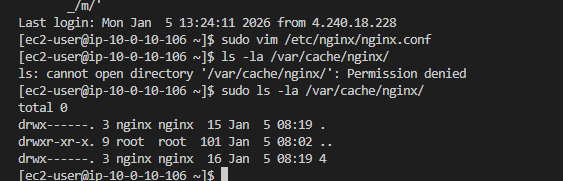 _/m/'
Last login: Mon Jan  5 13:24:11 2026 from 4.240.18.228
[ec2-user@ip-10-0-10-106 ~]$ sudo vim /etc/nginx/nginx.conf
[ec2-user@ip-10-0-10-106 ~]$ ls -la /var/cache/nginx/
ls: cannot open directory '/var/cache/nginx/': Permission denied
[ec2-user@ip-10-0-10-106 ~]$ sudo ls -la /var/cache/nginx/
total 0
drwx------. 3 nginx nginx  15 Jan  5 08:19 .
drwxr-xr-x. 9 root  root  101 Jan  5 08:02 ..
drwx------. 3 nginx nginx  16 Jan  5 08:19 4
[ec2-user@ip-10-0-10-106 ~]$